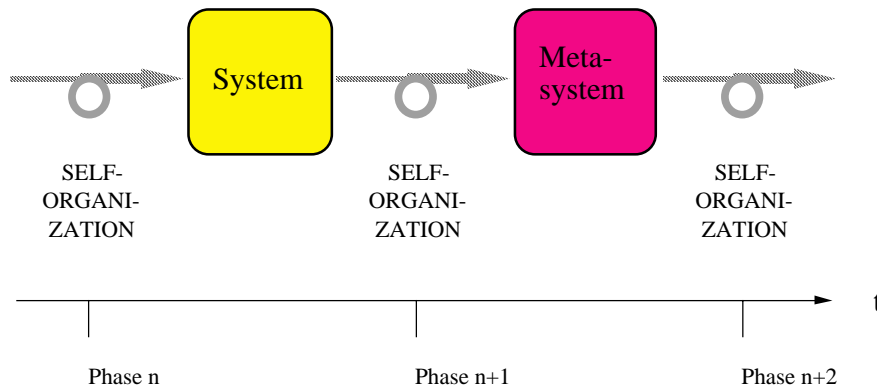 System
Meta-
system
SELF-
ORGANI-
ZATION
SELF-
ORGANI-
ZATION
SELF-
ORGANI-
ZATION
t
Phase n
Phase n+1
Phase n+2